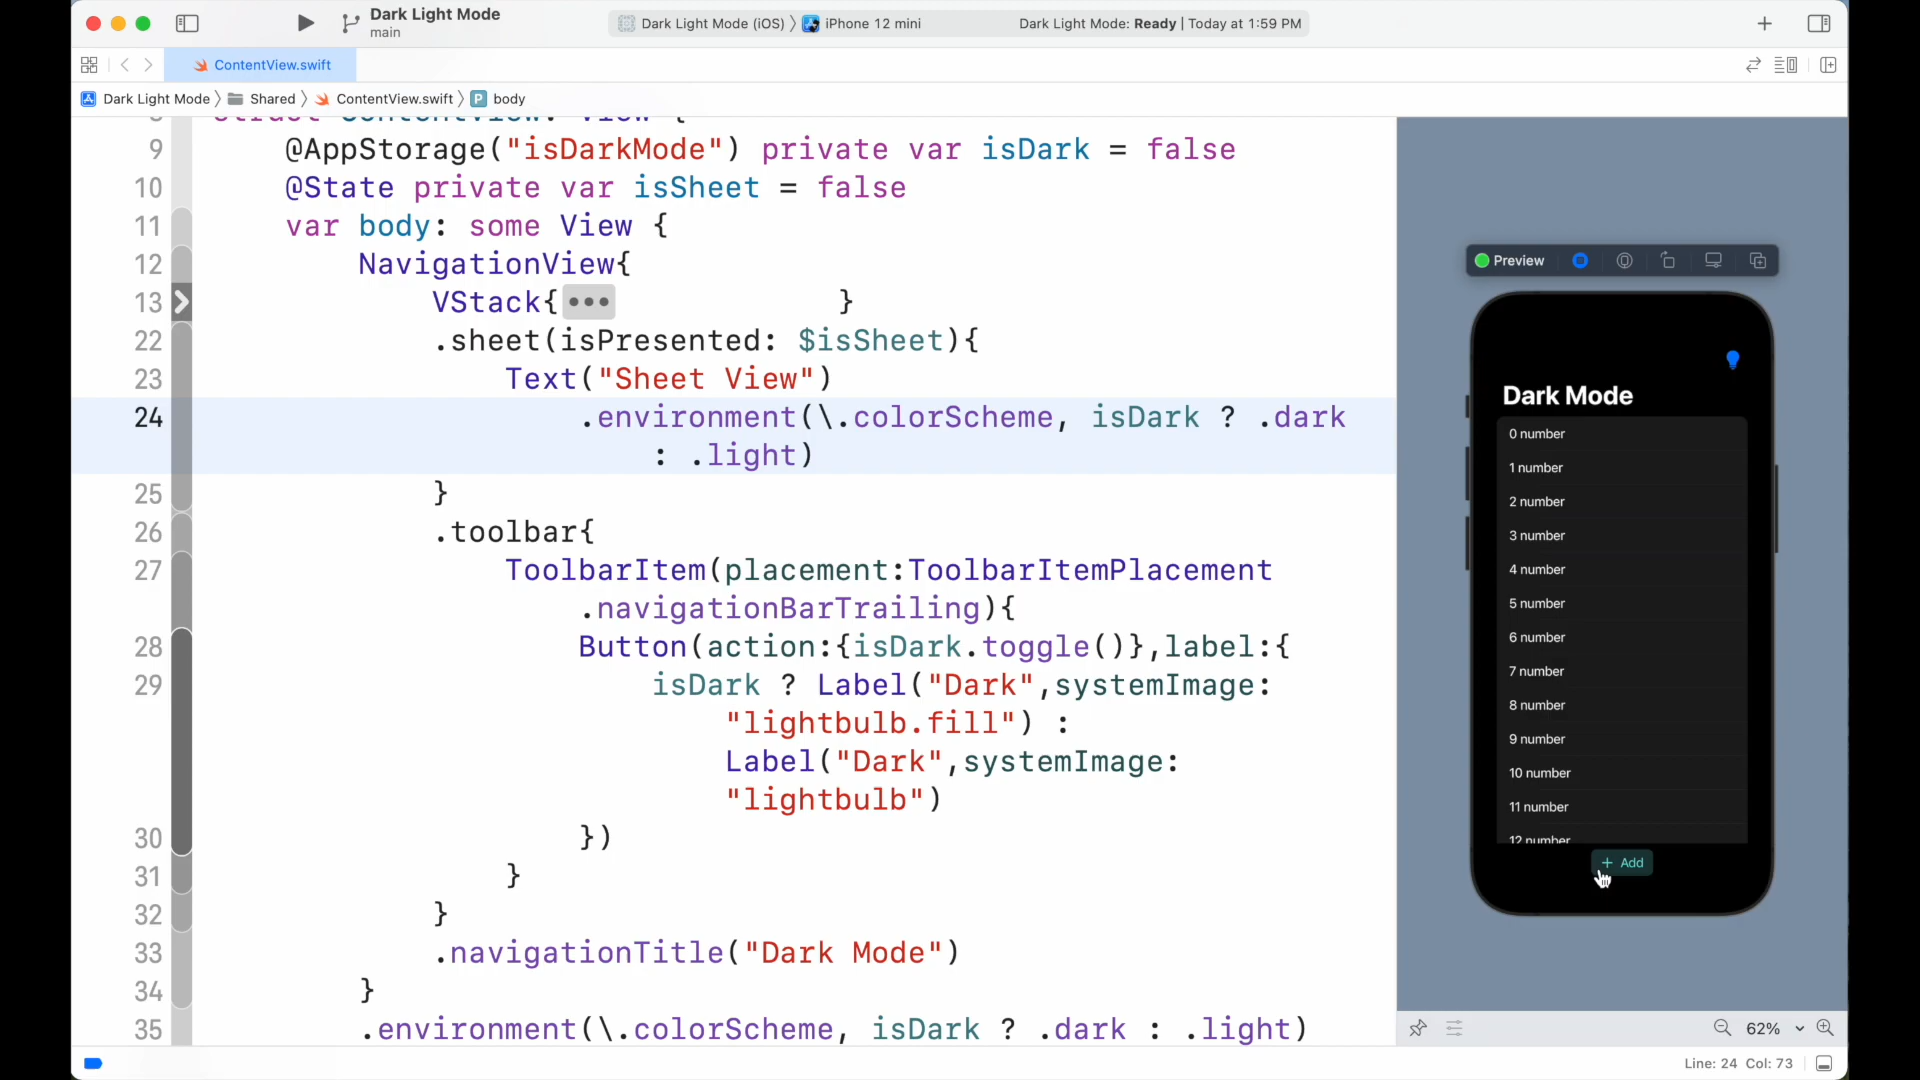 Dark Light Mode
main
Dark Light Mode (iOS) 〉 iPhone 12 mini
Dark Light Mode: Ready | Today at 1:59 PM
ContentView.swift
Dark Light Mode 〉 Shared 〉 ContentView.swift 〉 P body
8 struct ContentView: View {
9 @AppStorage("isDarkMode") private var isDark = false
10 @State private var isSheet = false
11 var body: some View {
12 NavigationView{
13 VStack{••• }
22 .sheet(isPresented: $isSheet){
23 Text("Sheet View")
24 .environment(\.colorScheme, isDark ? .dark
: .light)
25 }
26 .toolbar{
27 ToolbarItem(placement:ToolbarItemPlacement
.navigationBarTrailing){
28 Button(action:{isDark.toggle()},label:{
29 isDark ? Label("Dark",systemImage:
"lightbulb.fill") :
Label("Dark",systemImage:
"lightbulb")
30 })
31 }
32 }
33 .navigationTitle("Dark Mode")
34 }
35 .environment(\.colorScheme, isDark ? .dark : .light)
Preview
Dark Mode
0 number
1 number
2 number
3 number
4 number
5 number
6 number
7 number
8 number
9 number
10 number
11 number
12 number
+ Add
62%
Line: 24 Col: 73